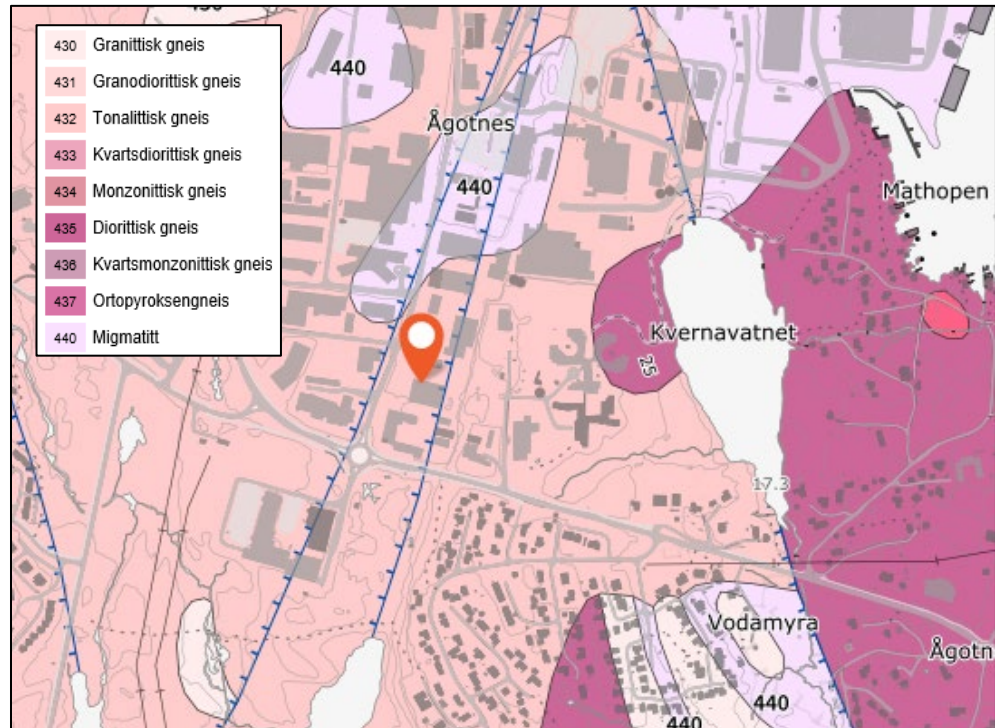 430
430 Granittisk gneis
431 Granodiorittisk gneis
432 Tonalittisk gneis
433 Kvartsdiorittisk gneis
434 Monzonittisk gneis
435 Diorittisk gneis
436 Kvartsmonzonittisk gneis
437 Ortopyroksengneis
440 Migmatitt
440
Ågotnes
440
Mathopen
Kvernavatnet
25
17.3
Vodamyra
Ågotn
440
440